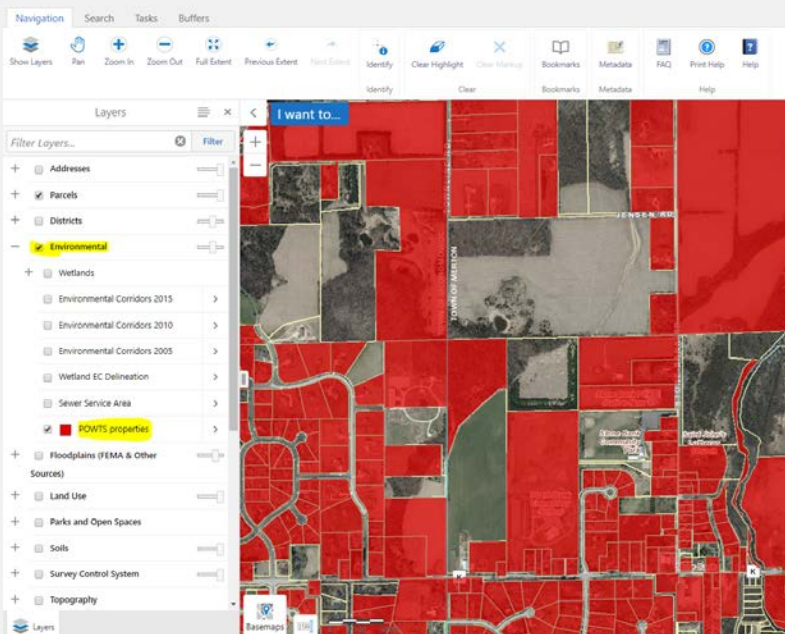 Navigation Search Tasks Buffers
Show Layers Pan Zoom In Zoom Out Full Extent Previous Extent Next Extent Identify Clear Highlight Clear Markup Bookmarks Metadata FAQ Print Help Help
Identify Clear Bookmarks Metadata Help
Layers
I want to...
Filter Layers... Filter
Addresses
Parcels
Districts
Environmental
Wetlands
Environmental Corridors 2015
Environmental Corridors 2010
Environmental Corridors 2005
Wetland EC Delineation
Sewer Service Area
POWTS properties
Floodplains (FEMA & Other
Sources)
Land Use
Parks and Open Spaces
Soils
Survey Control System
Topography
Layers
Basemaps
JENSEN RD
TOWN OF MERTON
Stone Bank
Community
Park
K
K